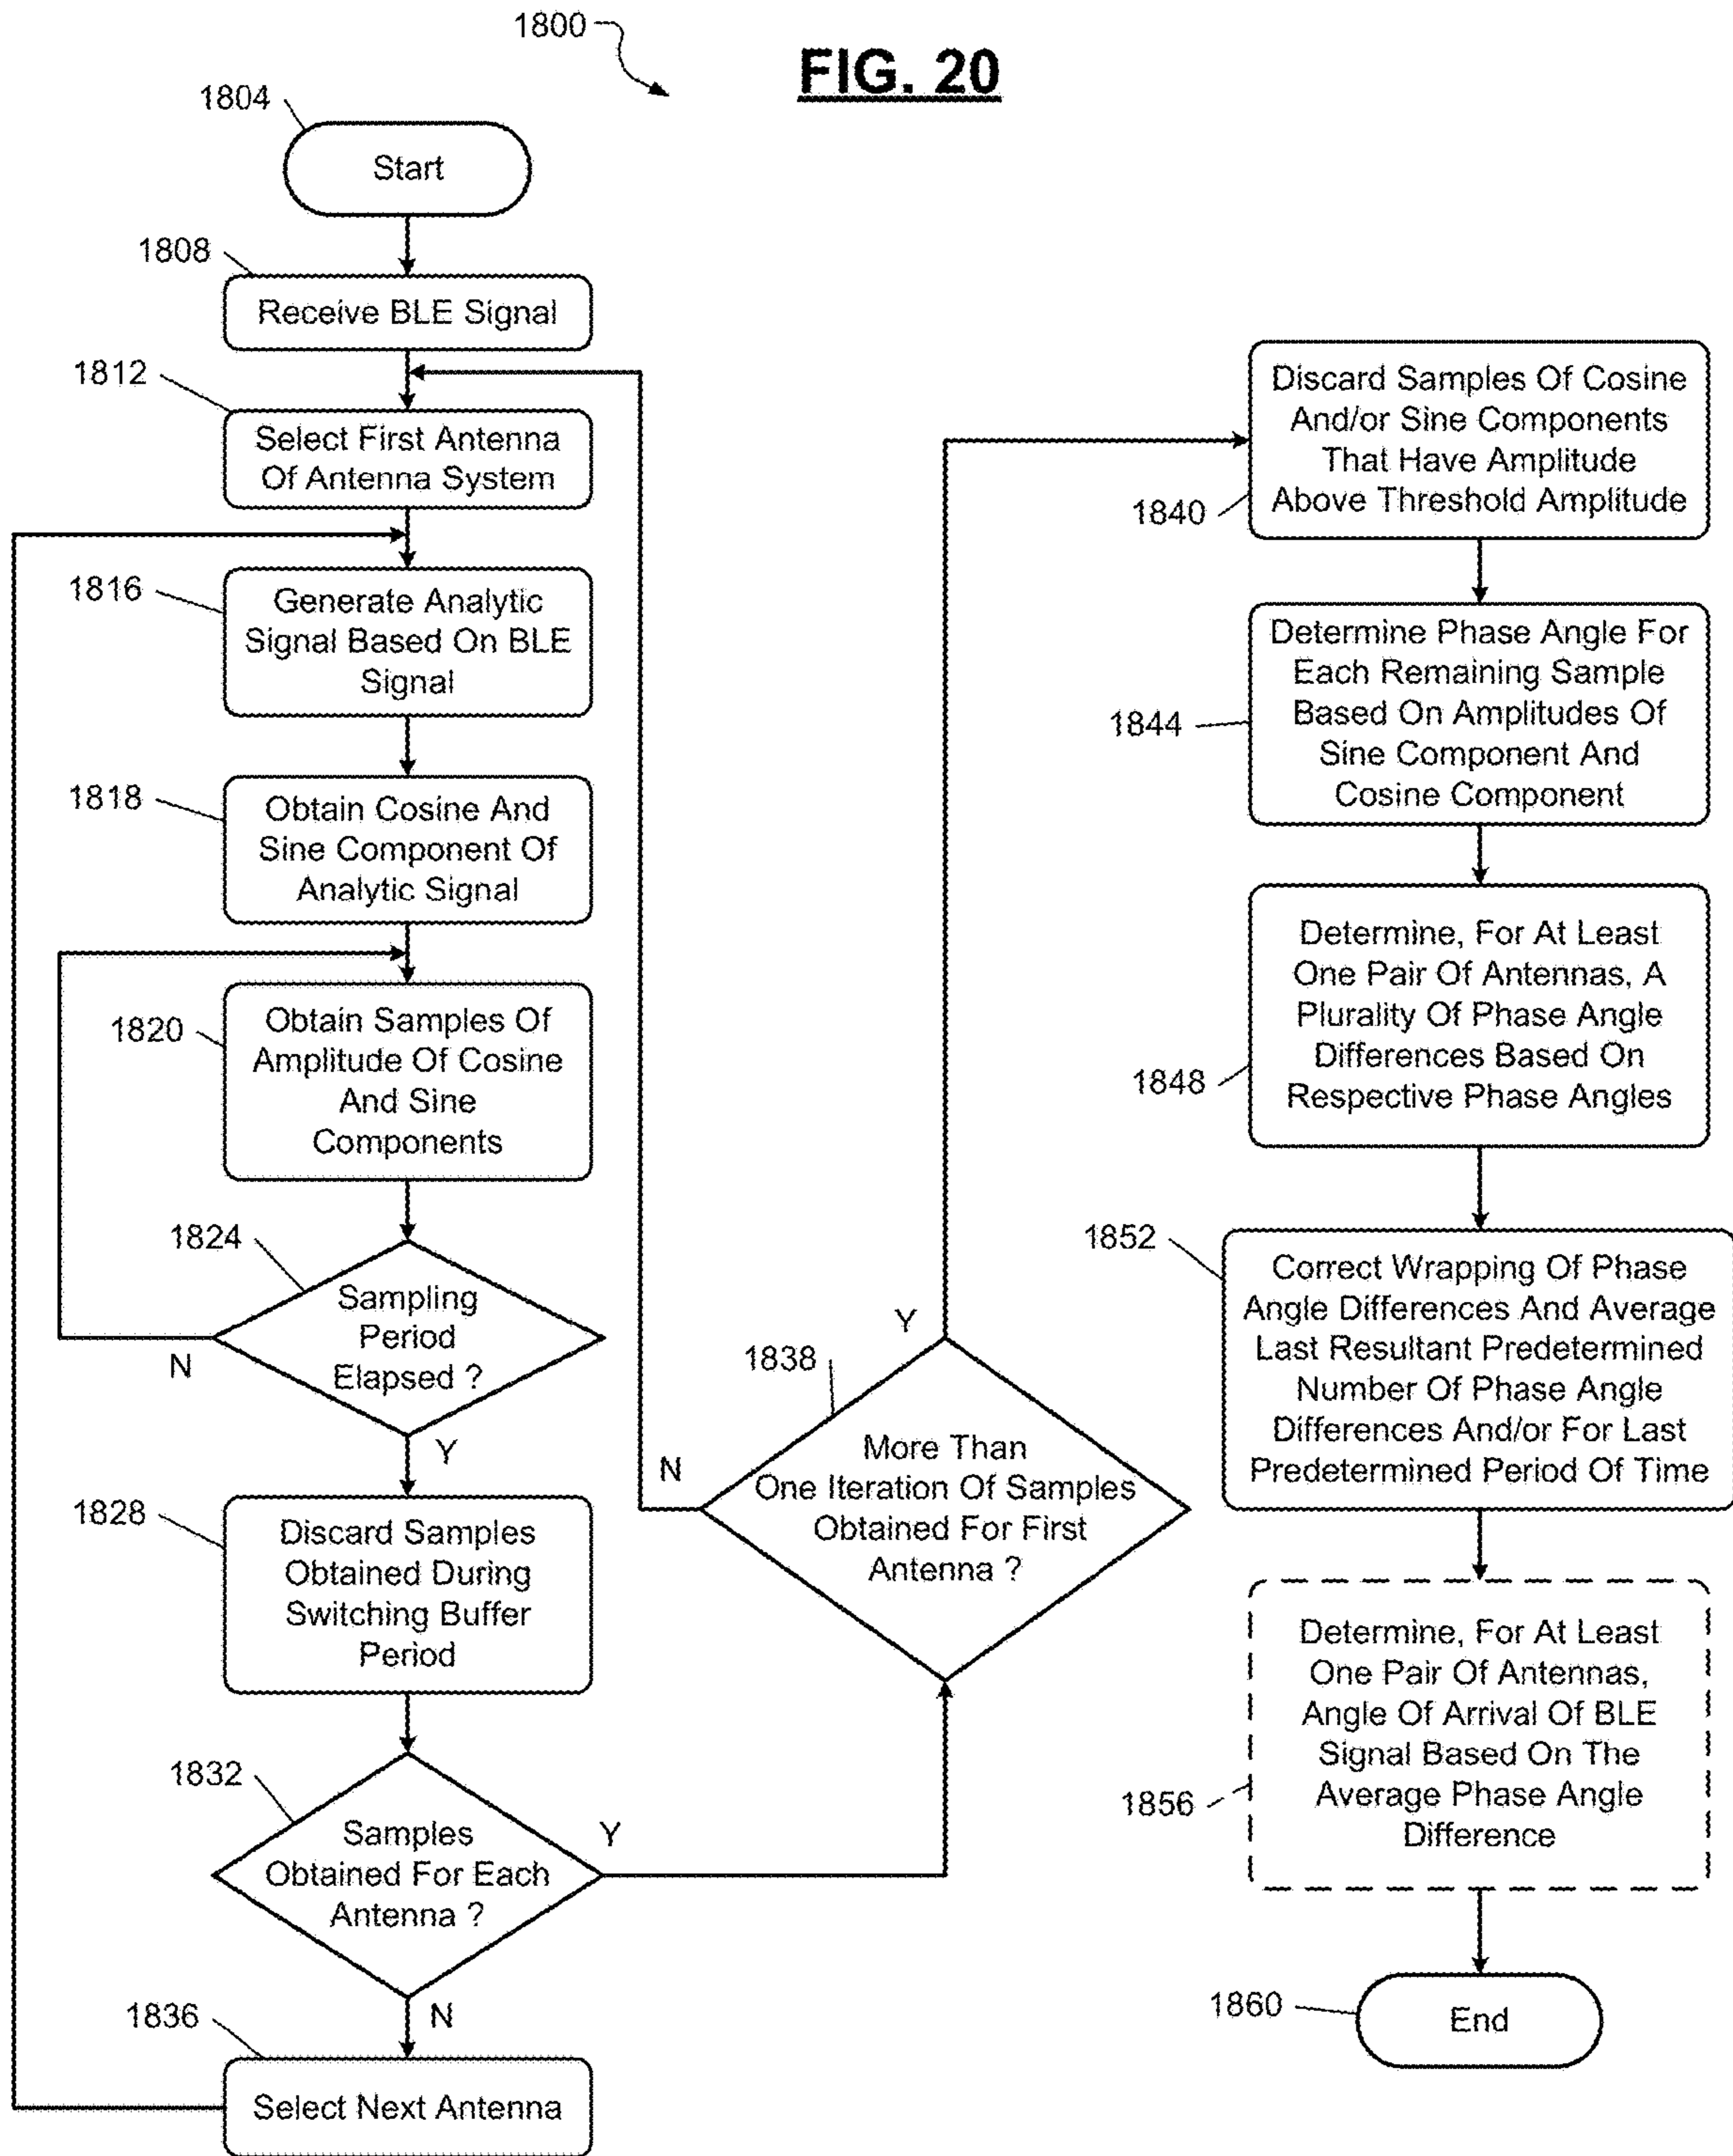 1800
FIG. 20
1804
Start
1808
Receive BLE Signal
1812
Select First Antenna
Of Antenna System
1816
Generate Analytic
Signal Based On BLE
Signal
1818
Obtain Cosine And
Sine Component Of
Analytic Signal
1820
Obtain Samples Of
Amplitude Of Cosine
And Sine
Components
1824
Sampling
Period
Elapsed ?
N
Y
1828
Discard Samples
Obtained During
Switching Buffer
Period
1832
Samples
Obtained For Each
Antenna ?
Y
N
1836
Select Next Antenna
1838
More Than
One Iteration Of Samples
Obtained For First
Antenna ?
Y
N
Discard Samples Of Cosine
And/or Sine Components
That Have Amplitude
Above Threshold Amplitude
1840
Determine Phase Angle For
Each Remaining Sample
Based On Amplitudes Of
Sine Component And
Cosine Component
1844
Determine, For At Least
One Pair Of Antennas, A
Plurality Of Phase Angle
Differences Based On
Respective Phase Angles
1848
1852
Correct Wrapping Of Phase
Angle Differences And Average
Last Resultant Predetermined
Number Of Phase Angle
Differences And/or For Last
Predetermined Period Of Time
Determine, For At Least
One Pair Of Antennas,
Angle Of Arrival Of BLE
Signal Based On The
Average Phase Angle
Difference
1856
1860
End